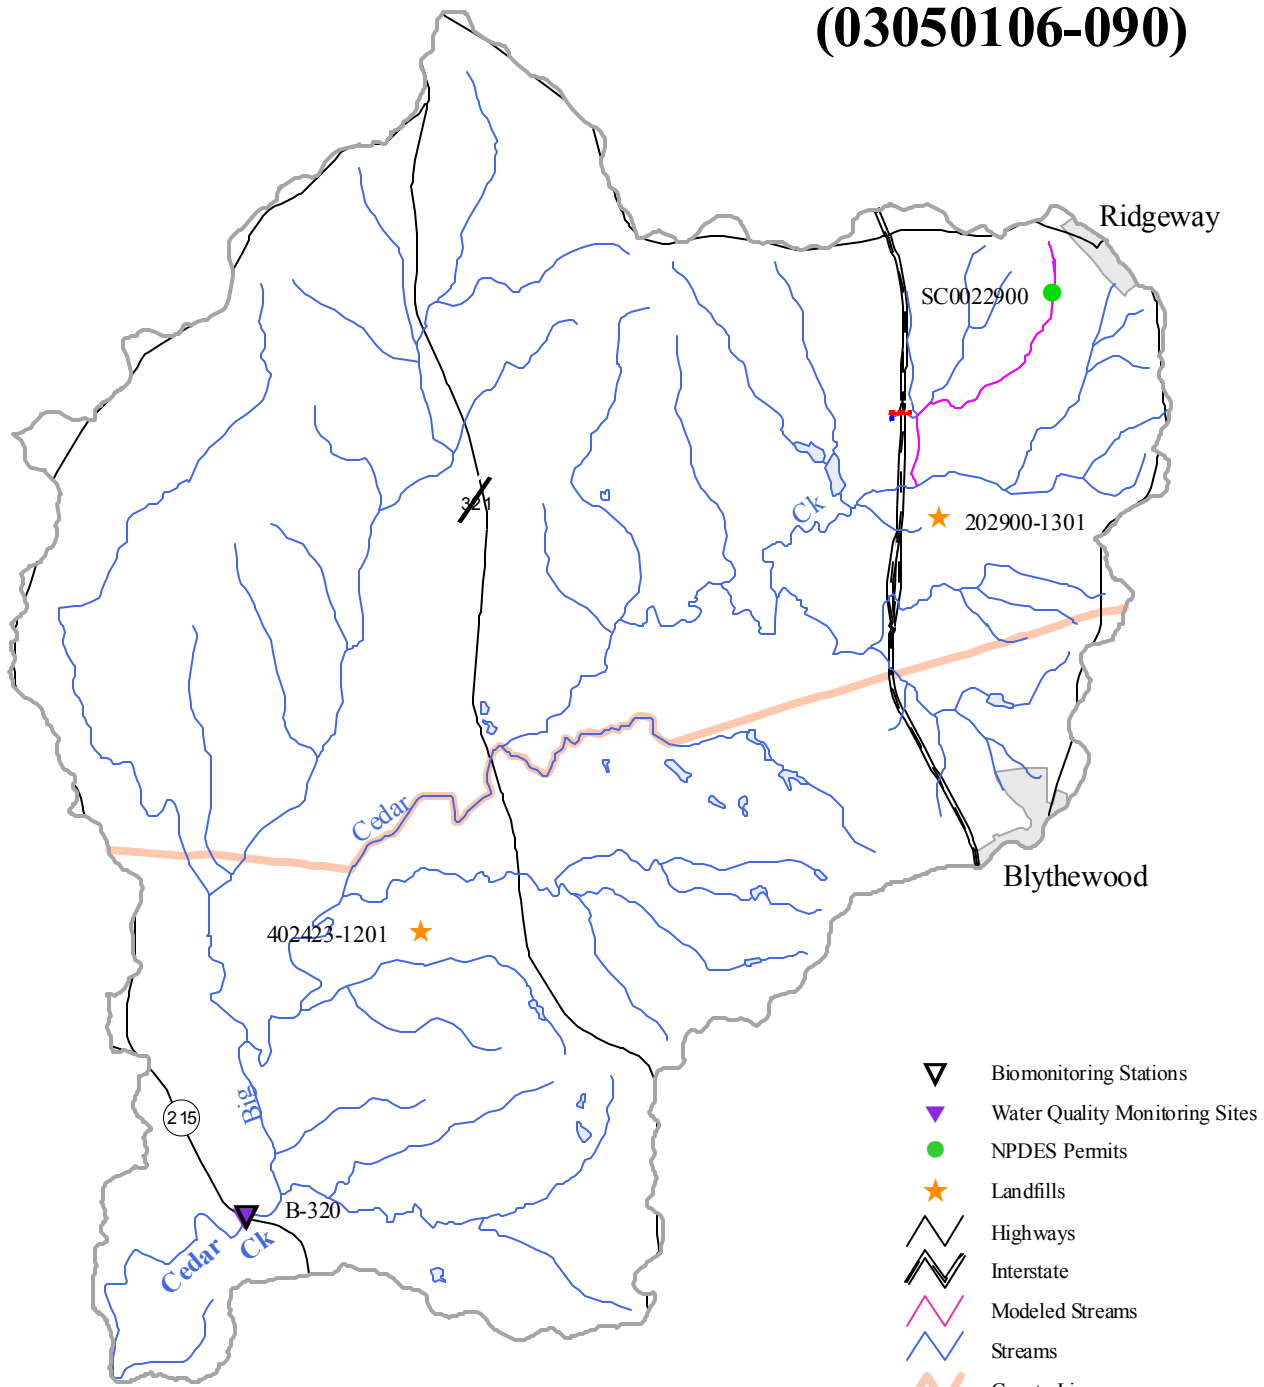 (03050106-090)
Ridgeway
SC0022900
321
Ck
202900-1301
Cedar
Blythewood
402423-1201
Big
215
B-320
Cedar
Ck
Biomonitoring Stations
Water Quality Monitoring Sites
NPDES Permits
Landfills
Highways
Interstate
Modeled Streams
Streams